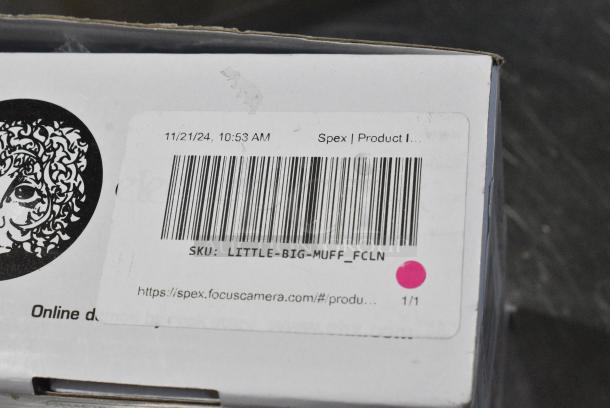 11/21/24, 10:53 AM Spex | Product I...
SKU: LITTLE-BIG-MUFF_FCLN
https://spex.focuscamera.com/#/produ... 1/1
Online